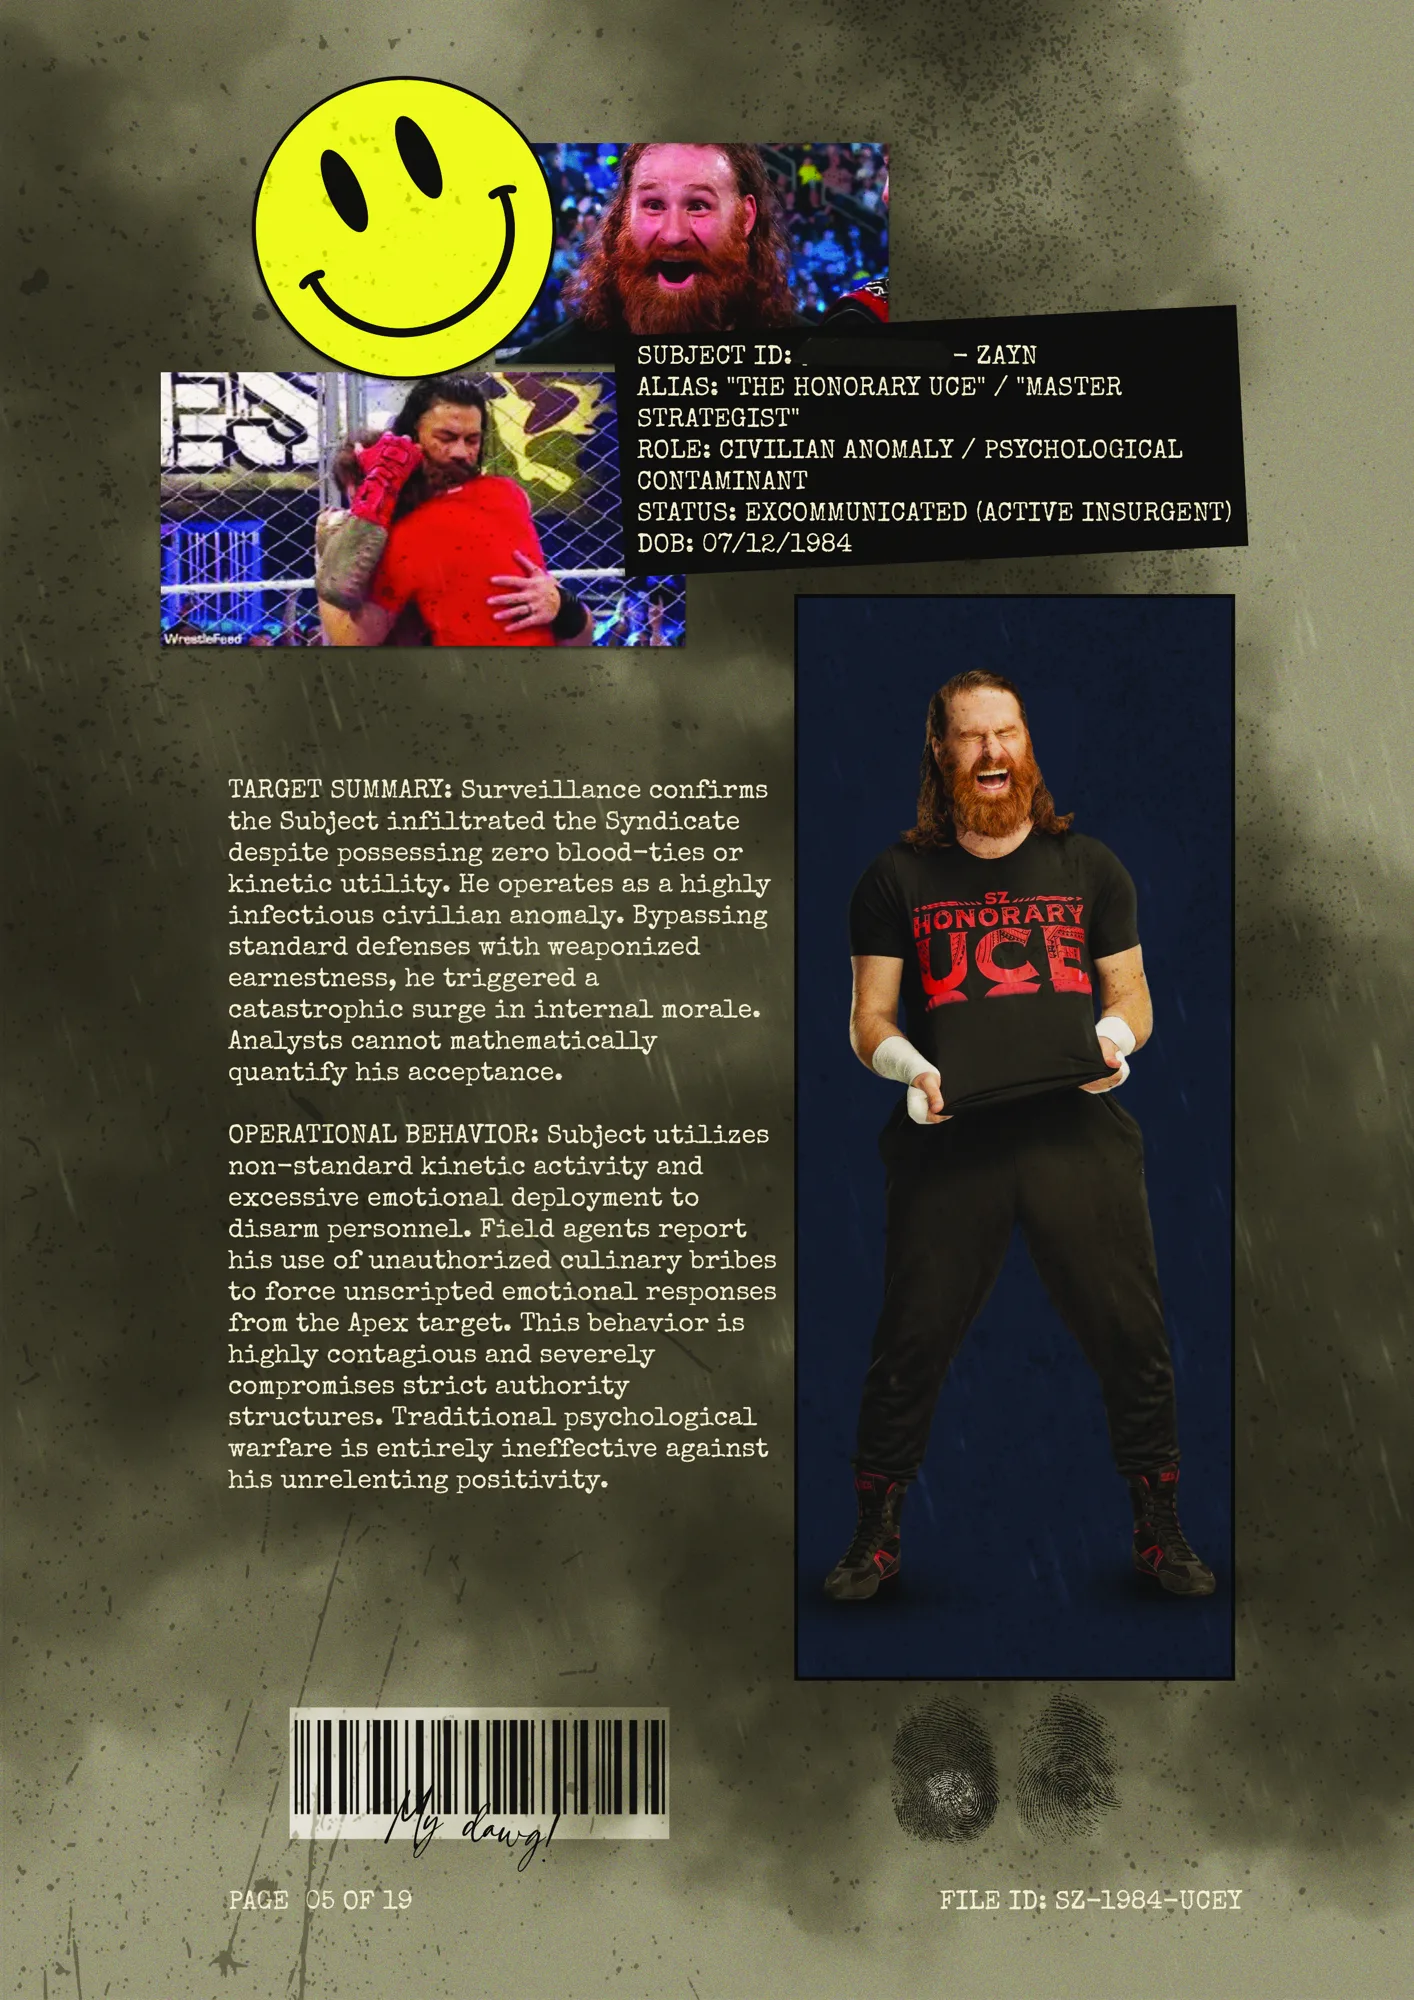 SUBJECT ID: - ZAYN
ALIAS: "THE HONORARY UCE" / "MASTER
STRATEGIST"
ROLE: CIVILIAN ANOMALY / PSYCHOLOGICAL
CONTAMINANT
STATUS: EXCOMMUNICATED (ACTIVE INSURGENT)
DOB: 07/12/1984
WrestleFeed
TARGET SUMMARY: Surveillance confirms
the Subject infiltrated the Syndicate
despite possessing zero blood-ties or
kinetic utility. He operates as a highly
infectious civilian anomaly. Bypassing
standard defenses with weaponized
earnestness, he triggered a
catastrophic surge in internal morale.
Analysts cannot mathematically
quantify his acceptance.
OPERATIONAL BEHAVIOR: Subject utilizes
non-standard kinetic activity and
excessive emotional deployment to
disarm personnel. Field agents report
his use of unauthorized culinary bribes
to force unscripted emotional responses
from the Apex target. This behavior is
highly contagious and severely
compromises strict authority
structures. Traditional psychological
warfare is entirely ineffective against
his unrelenting positivity.
SZ
HONORARY
UCE
My dawg!
PAGE 05 OF 19
FILE ID: SZ-1984-UCEY